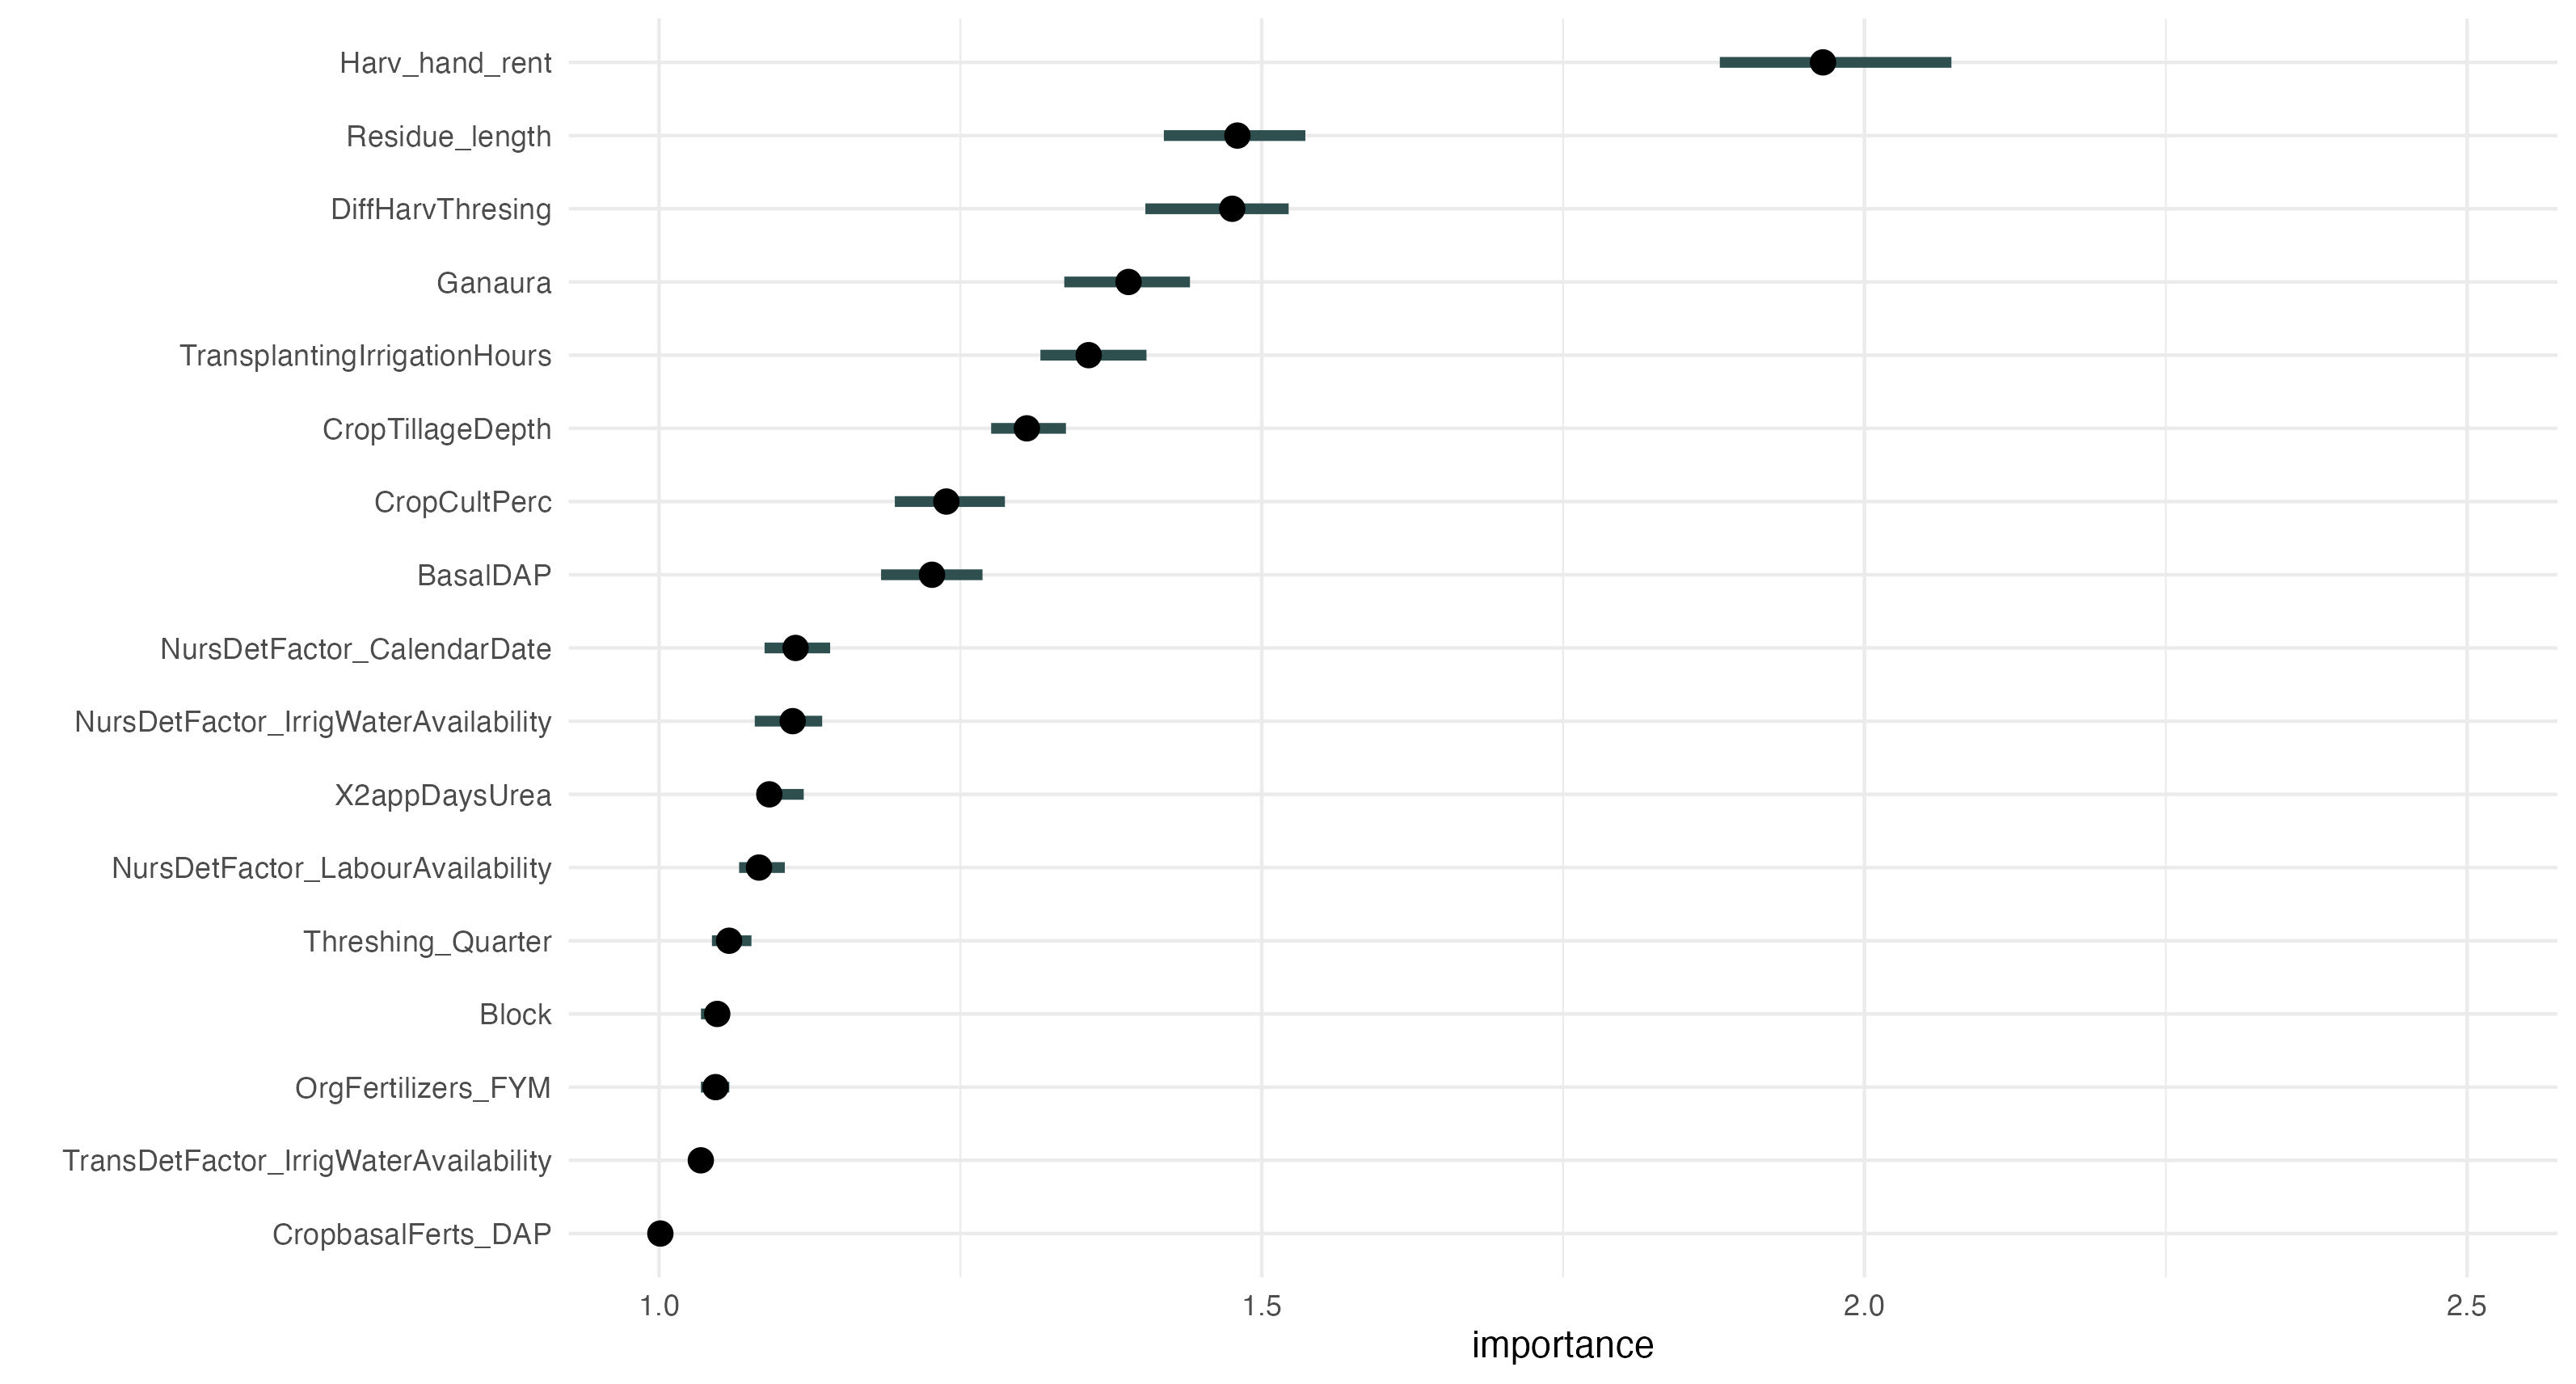 Harv_hand_rent
Residue_length
DiffHarvThresing
Ganaura
TransplantingIrrigationHours
CropTillageDepth
CropCultPerc
BasalDAP
NursDetFactor_CalendarDate
NursDetFactor_IrrigWaterAvailability
X2appDaysUrea
NursDetFactor_LabourAvailability
Threshing_Quarter
Block
OrgFertilizers_FYM
TransDetFactor_IrrigWaterAvailability
CropbasalFerts_DAP
1.0 1.5 2.0 2.5
importance